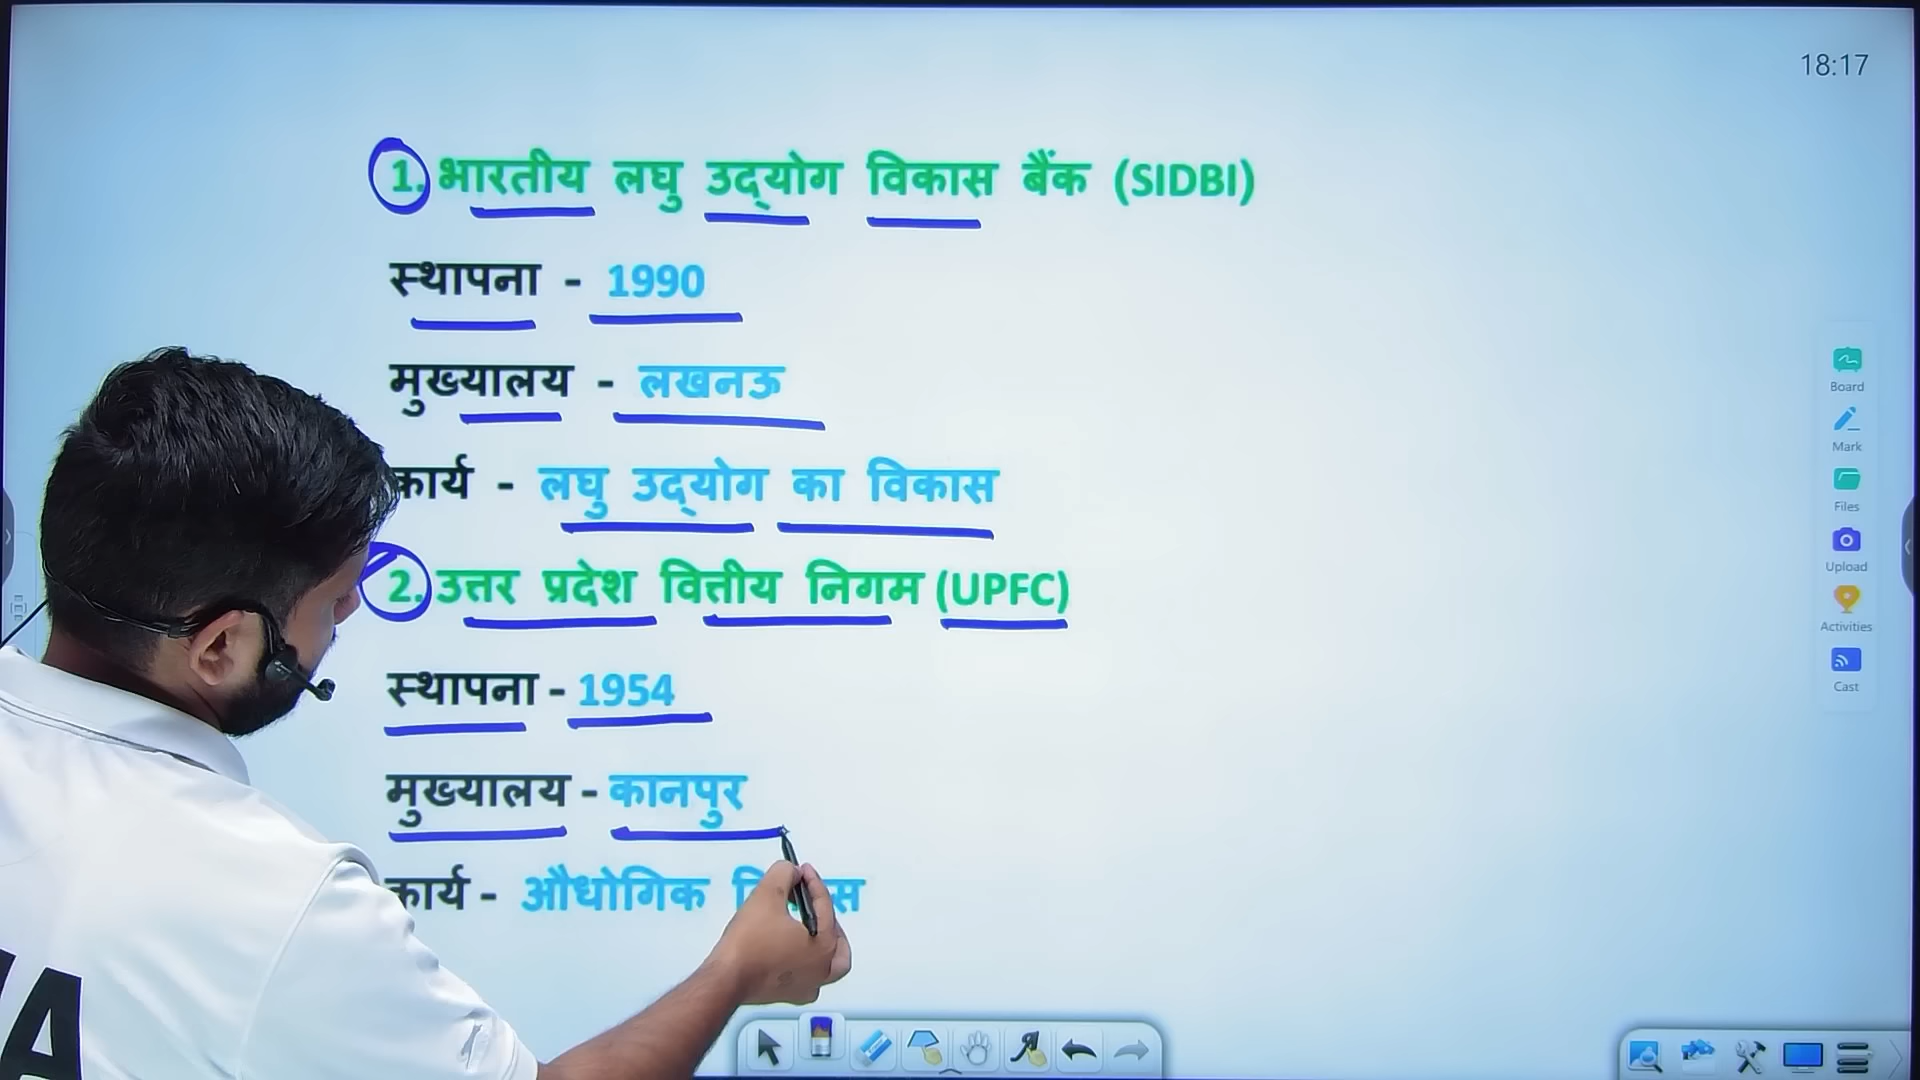 18:17
1. भारतीय लघु उद्योग विकास बैंक (SIDBI)
स्थापना - 1990
मुख्यालय - लखनऊ
कार्य - लघु उद्योग का विकास
2. उत्तर प्रदेश वित्तीय निगम (UPFC)
स्थापना - 1954
मुख्यालय - कानपुर
कार्य - औधोगिक
Board
Mark
Files
Upload
Activities
Cast